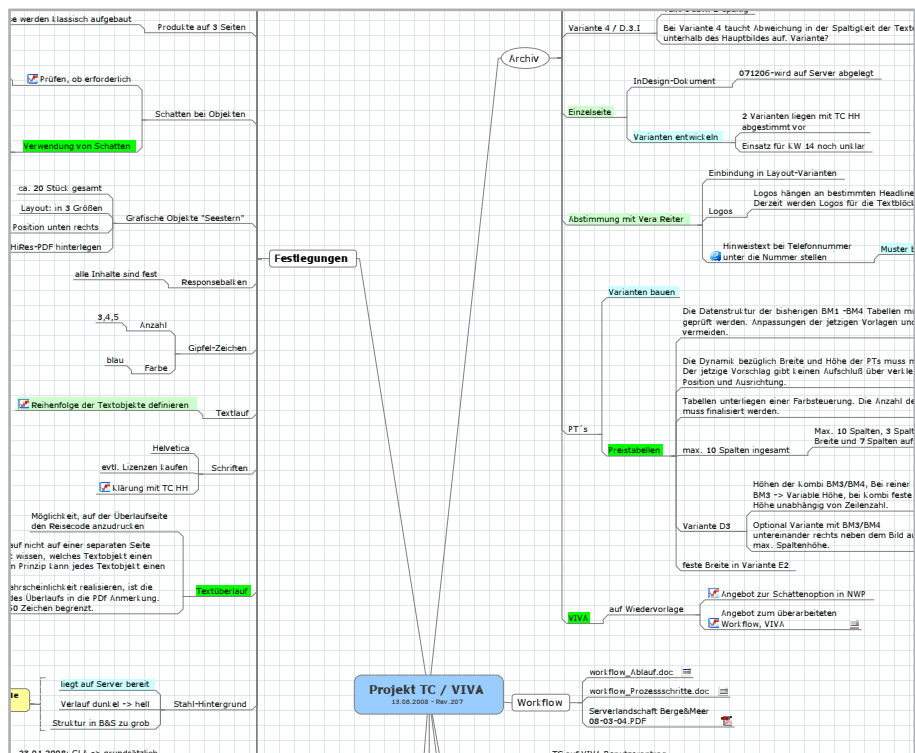 se werden klassisch aufgebaut
Produkte auf 3 Seiten
Prüfen, ob erforderlich
Schatten bei Objekten
Verwendung von Schatten
ca. 20 Stück gesamt
Layout: in 3 Größen
Grafische Objekte "Seestern"
Position unten rechts
HiRes-PDF hinterlegen
Festlegungen
alle Inhalte sind fest
Responsebalken
3,4,5
Anzahl
Gipfel-Zeichen
blau
Farbe
Reihenfolge der Textobjekte definieren
Textlauf
Helvetica
evtl. Lizenzen kaufen
Schriften
Klärung mit TC HH
Möglichkeit, auf der Überlaufseite
den Reisecode anzudrucken
auf nicht auf einer separaten Seite
t wissen, welches Textobjekt einen
n Prinzip kann jedes Textobjekt einen
ahrscheinlichkeit realisieren, ist die
des Überlaufs in die PDf Anmerkung.
50 Zeichen begrenzt.
Textüberlauf
liegt auf Server bereit
Verlauf dunkel -> hell
Stahl-Hintergrund
Struktur in B&S zu grob
Archiv
Variante 4 / D.3.I
Bei Variante 4 taucht Abweichung in der Spaltigkeit der Texte
unterhalb des Hauptbildes auf. Variante?
InDesign-Dokument
071206-wird auf Server abgelegt
Einzelseite
Varianten entwickeln
2 Varianten liegen mit TC HH
abgestimmt vor
Einsatz für KW 14 noch unklar
Abstimmung mit Vera Reiter
Einbindung in Layout-Varianten
Logos
Logos hängen an bestimmten Headline
Derzeit werden Logos für die Textblöck
Hinweistext bei Telefonnummer
unter die Nummer stellen
Muster b
PT´s
Varianten bauen
Preistabellen
Die Datenstruktur der bisherigen BM1 -BM4 Tabellen mu
geprüft werden. Anpassungen der jetzigen Vorlagen und
vermeiden.
Die Dynamik bezüglich Breite und Höhe der PTs muss n
Der jetzige Vorschlag gibt keinen Aufschluß über verkle
Position und Ausrichtung.
Tabellen unterliegen einer Farbsteuerung. Die Anzahl de
muss finalisiert werden.
max. 10 Spalten ingesamt
Max. 10 Spalten, 3 Spalt
Breite und 7 Spalten auf
Variante D3
Höhen der Kombi BM3/BM4, Bei reiner
BM3 -> Variable Höhe, bei Kombi feste
Höhe unabhängig von Zeilenzahl.
Optional Variante mit BM3/BM4
untereinander rechts neben dem Bild au
max. Spaltenhöhe.
feste Breite in Variante E2
VIVA
auf Wiedervorlage
Angebot zur Schattenoption in NWP
Angebot zum überarbeiteten
Workflow, VIVA
Projekt TC / VIVA
13.08.2008 - Rev.207
Workflow
workflow_Ablauf.doc
workflow_Prozessschritte.doc
Serverlandschaft Berge&Meer
08-03-04.PDF